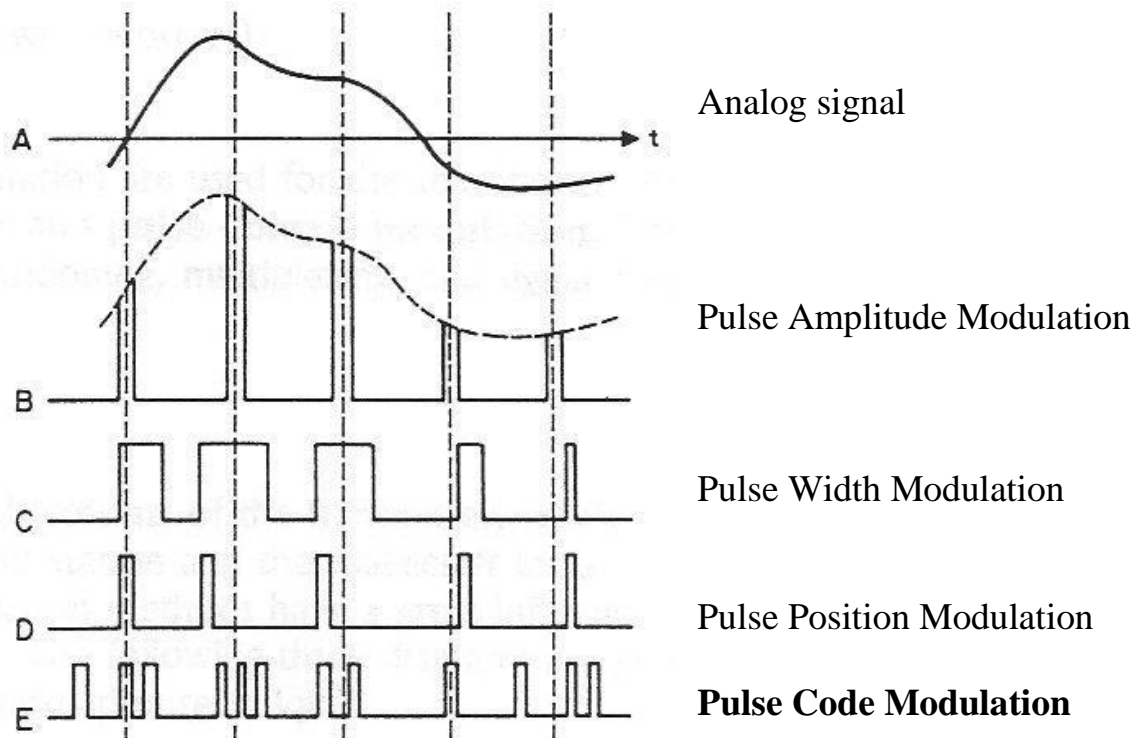 Analog signal
A
t
Pulse Amplitude Modulation
B
Pulse Width Modulation
C
Pulse Position Modulation
D
Pulse Code Modulation
E